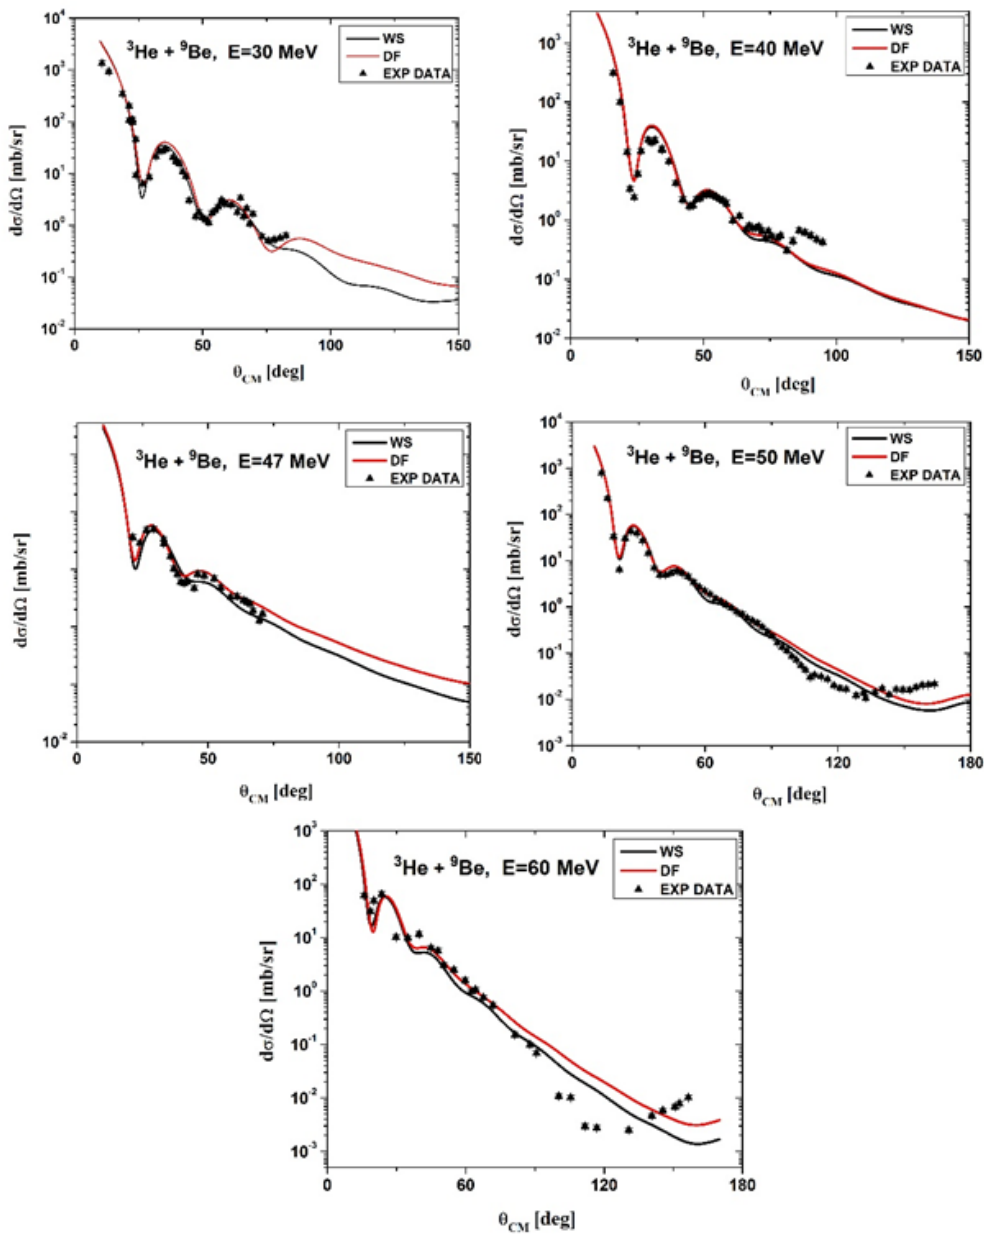 ³He + ⁹Be, E=30 MeV
WS
DF
EXP DATA
dσ/dΩ [mb/sr]
10⁴
10³
10²
10¹
10⁰
10⁻¹
10⁻²
0 50 100 150
θCM [deg]
³He + ⁹Be, E=40 MeV
WS
DF
EXP DATA
dσ/dΩ [mb/sr]
10³
10²
10¹
10⁰
10⁻¹
10⁻²
0 50 100 150
θCM [deg]
³He + ⁹Be, E=47 MeV
WS
DF
EXP DATA
dσ/dΩ [mb/sr]
10⁻²
0 50 100 150
θCM [deg]
³He + ⁹Be, E=50 MeV
WS
DF
EXP DATA
dσ/dΩ [mb/sr]
10⁴
10³
10²
10¹
10⁰
10⁻¹
10⁻²
10⁻³
0 60 120 180
θCM [deg]
³He + ⁹Be, E=60 MeV
WS
DF
EXP DATA
dσ/dΩ [mb/sr]
10³
10²
10¹
10⁰
10⁻¹
10⁻²
10⁻³
0 60 120 180
θCM [deg]